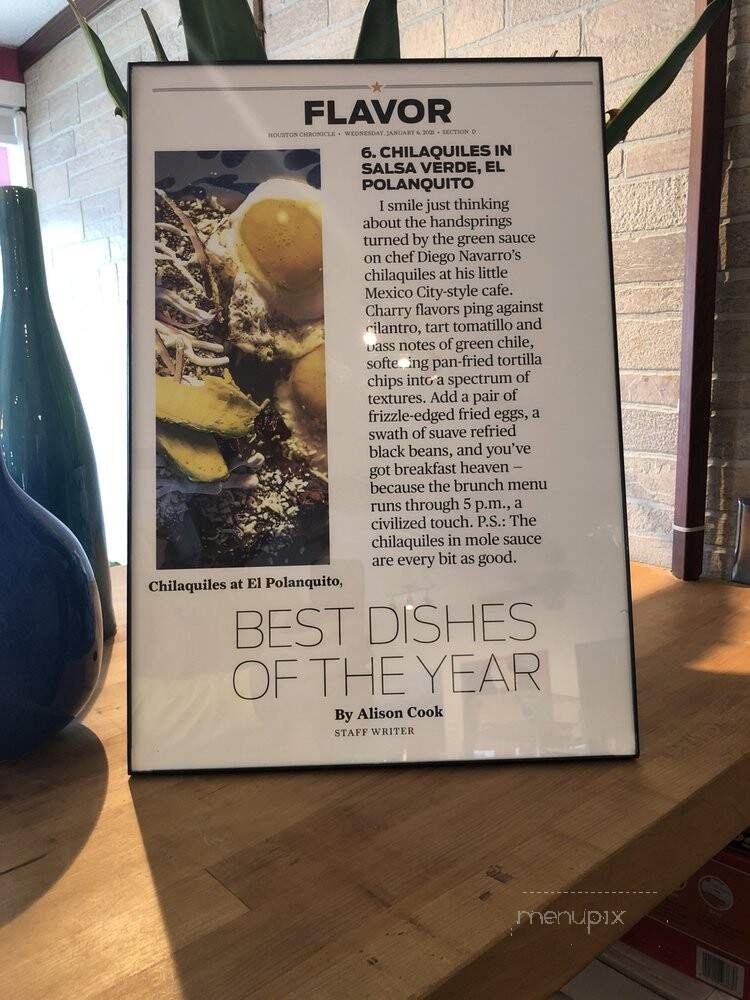 FLAVOR
HOUSTON CHRONICLE • WEDNESDAY, JANUARY 6, 2021 • SECTION D
6. CHILAQUILES IN
SALSA VERDE, EL
POLANQUITO
I smile just thinking
about the handsprings
turned by the green sauce
on chef Diego Navarro's
chilaquiles at his little
Mexico City-style cafe.
Charry flavors ping against
cilantro, tart tomatillo and
bass notes of green chile,
softening pan-fried tortilla
chips into a spectrum of
textures. Add a pair of
frizzle-edged fried eggs, a
swath of suave refried
black beans, and you've
got breakfast heaven —
because the brunch menu
runs through 5 p.m., a
civilized touch. P.S.: The
chilaquiles in mole sauce
are every bit as good.
Chilaquiles at El Polanquito,
BEST DISHES
OF THE YEAR
By Alison Cook
STAFF WRITER
menupix